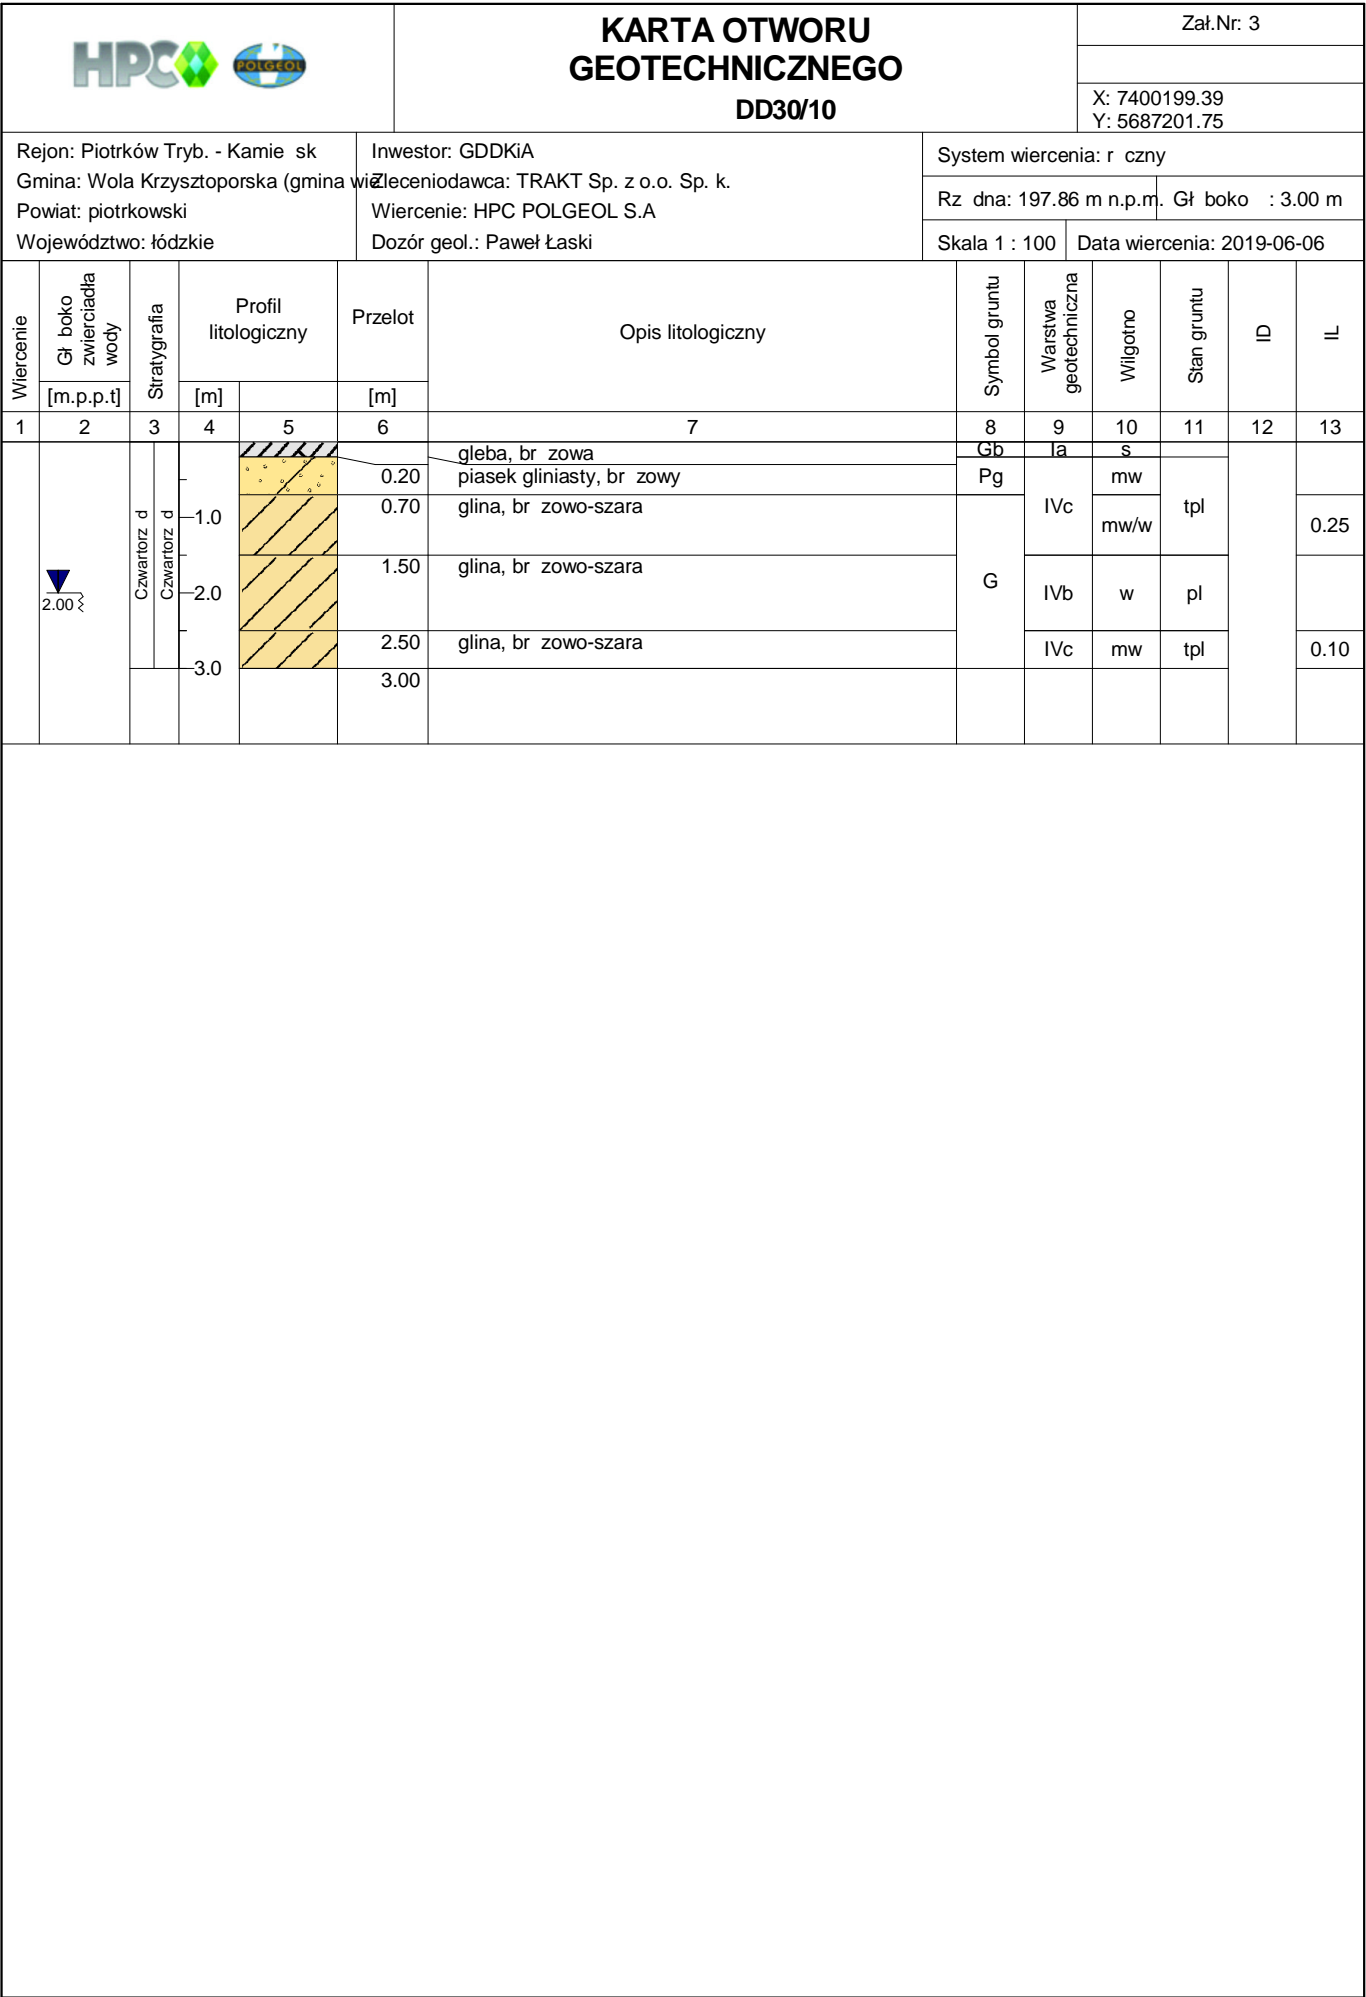 HPC POLGEOL
KARTA OTWORU
GEOTECHNICZNEGO
DD30/10
Zał.Nr: 3
X: 7400199.39
Y: 5687201.75
Rejon: Piotrków Tryb. - Kamie sk
Gmina: Wola Krzysztoporska (gmina wie
Powiat: piotrkowski
Województwo: łódzkie
Inwestor: GDDKiA
Zleceniodawca: TRAKT Sp. z o.o. Sp. k.
Wiercenie: HPC POLGEOL S.A
Dozór geol.: Paweł Łaski
System wiercenia: r czny
Rz dna: 197.86 m n.p.m. Gł boko : 3.00 m
Skala 1 : 100 Data wiercenia: 2019-06-06
Wiercenie
Gł boko
zwierciadła
wody
[m.p.p.t]
Stratygrafia
Profil
litologiczny
[m]
Przelot
[m]
Opis litologiczny
Symbol gruntu
Warstwa
geotechniczna
Wilgotno
Stan gruntu
ID
IL
1 2 3 4 5 6 7 8 9 10 11 12 13
gleba, br zowa Gb Ia s
0.20 piasek gliniasty, br zowy Pg mw
0.70 glina, br zowo-szara IVc tpl
1.0 mw/w 0.25
1.50 glina, br zowo-szara
G IVb w pl
2.0
2.00
Czwartorz d
Czwartorz d
2.50 glina, br zowo-szara IVc mw tpl 0.10
3.0
3.00